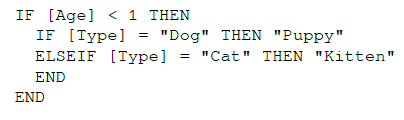 IF [Age] < 1 THEN
  IF [Type] = "Dog" THEN "Puppy"
  ELSEIF [Type] = "Cat" THEN "Kitten"
  END
END